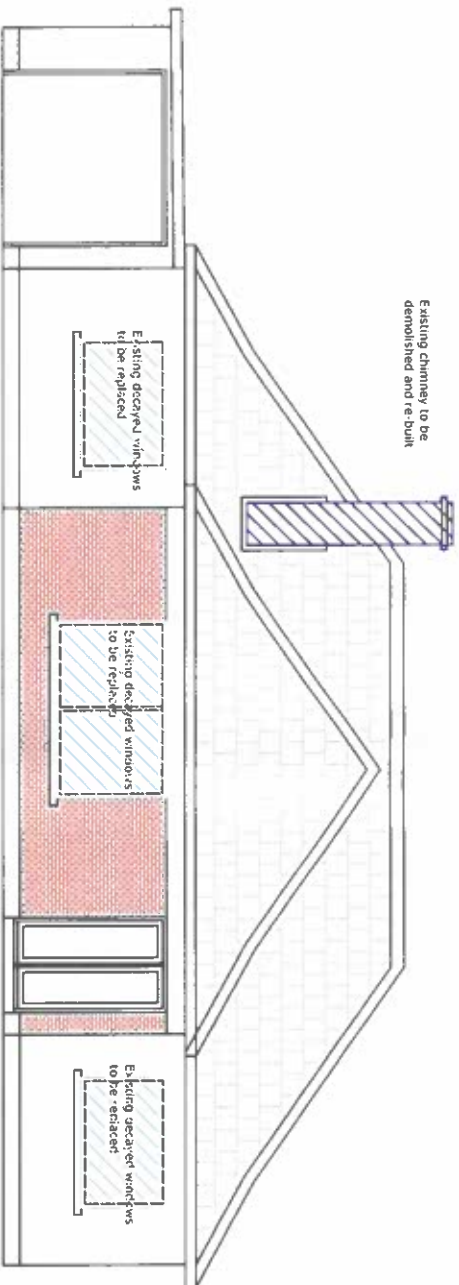 Existing chimney to be
demolished and re-built
Existing decayed windows
to be replaced
Existing decayed windows
to be replaced
Existing decayed windows
to be replaced